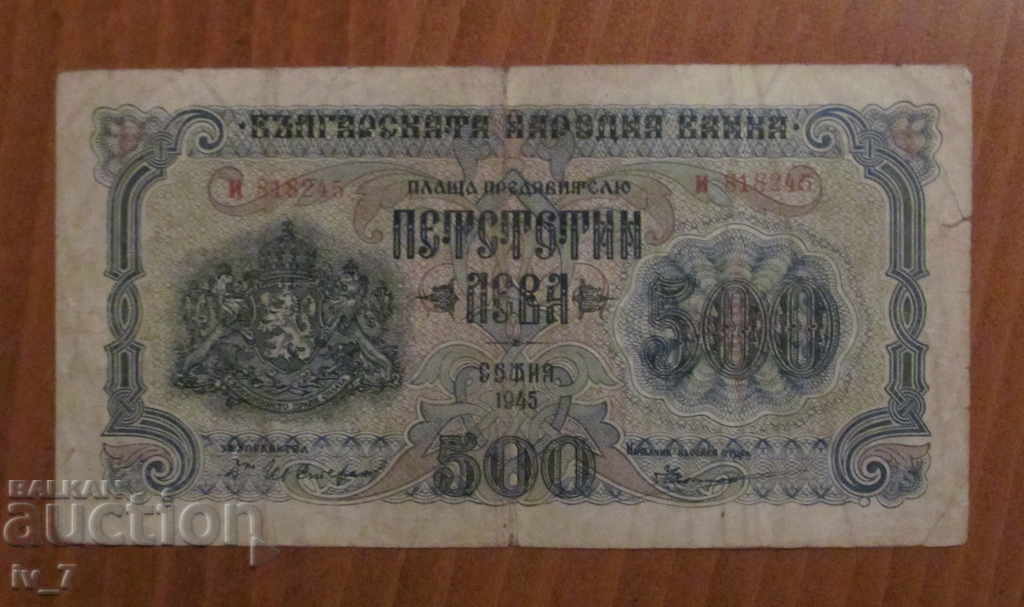 ·БЪЛГАРСКАТА НАРОДНА БАНКА·
И 818245 И 818245
ПЛАЩА ПРЕДЯВИТЕЛЮ
ПЕТСТОТИН
ЛЕВА
500
СОФИЯ
1945
500
BALKAN
auction
iv_7